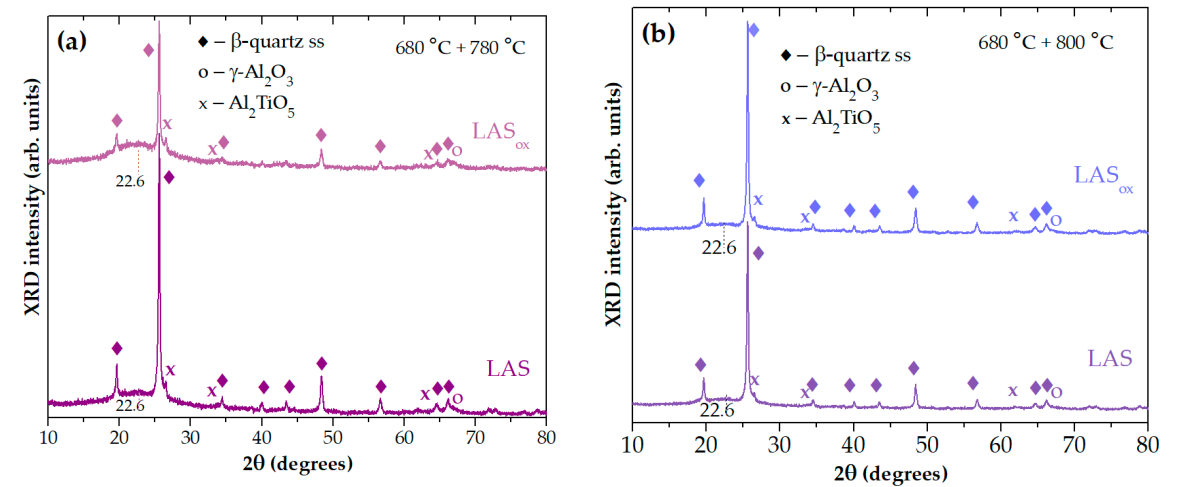 (a)
680 °C + 780 °C
◆ – β-quartz ss
o – γ-Al2O3
x – Al2TiO5
LASox
x
x
x
o
22.6
LAS
x
x
x
o
22.6
10 20 30 40 50 60 70 80
2θ (degrees)
XRD intensity (arb. units)
(b)
680 °C + 800 °C
◆ – β-quartz ss
o – γ-Al2O3
x – Al2TiO5
LASox
x
x
x
o
22.6
LAS
x
x
x
o
22.6
10 20 30 40 50 60 70 80
2θ (degrees)
XRD intensity (arb. units)